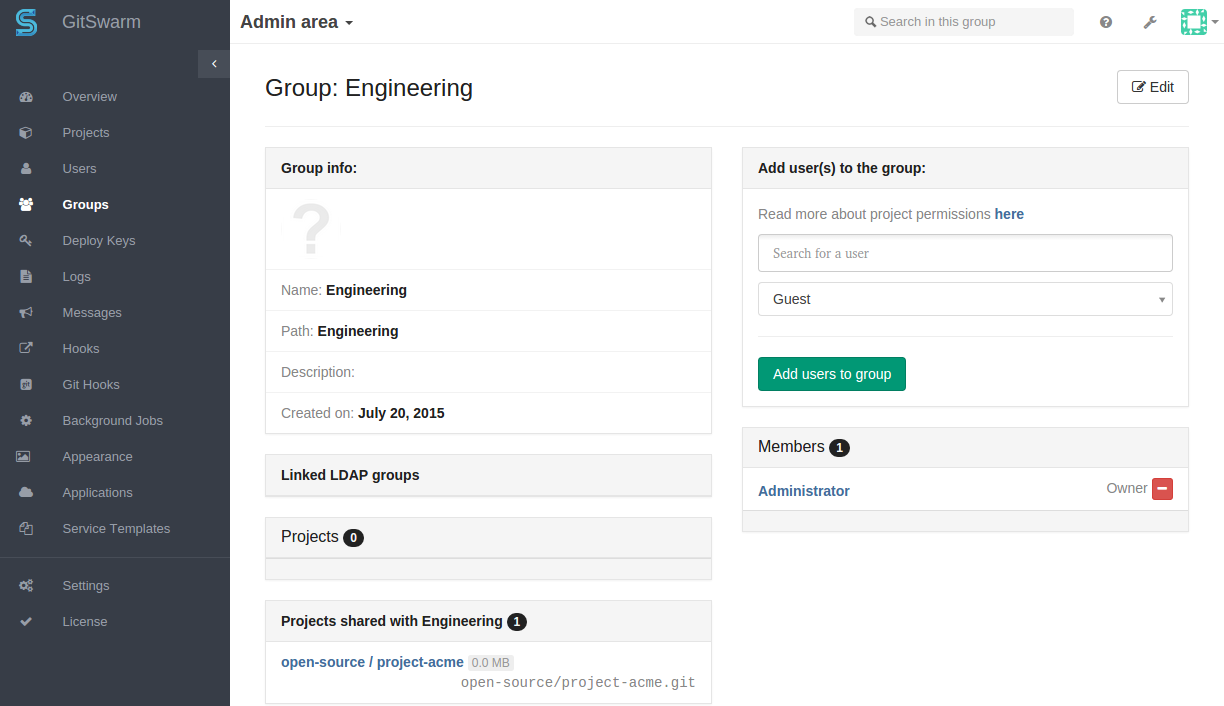 GitSwarm
Admin area
Search in this group
Overview
Projects
Users
Groups
Deploy Keys
Logs
Messages
Hooks
Git Hooks
Background Jobs
Appearance
Applications
Service Templates
Settings
License
Group: Engineering
Edit
Group info:
?
Name: Engineering
Path: Engineering
Description:
Created on: July 20, 2015
Linked LDAP groups
Projects 0
Projects shared with Engineering 1
open-source / project-acme 0.0 MB
open-source/project-acme.git
Add user(s) to the group:
Read more about project permissions here
Search for a user
Guest
Add users to group
Members 1
Administrator
Owner